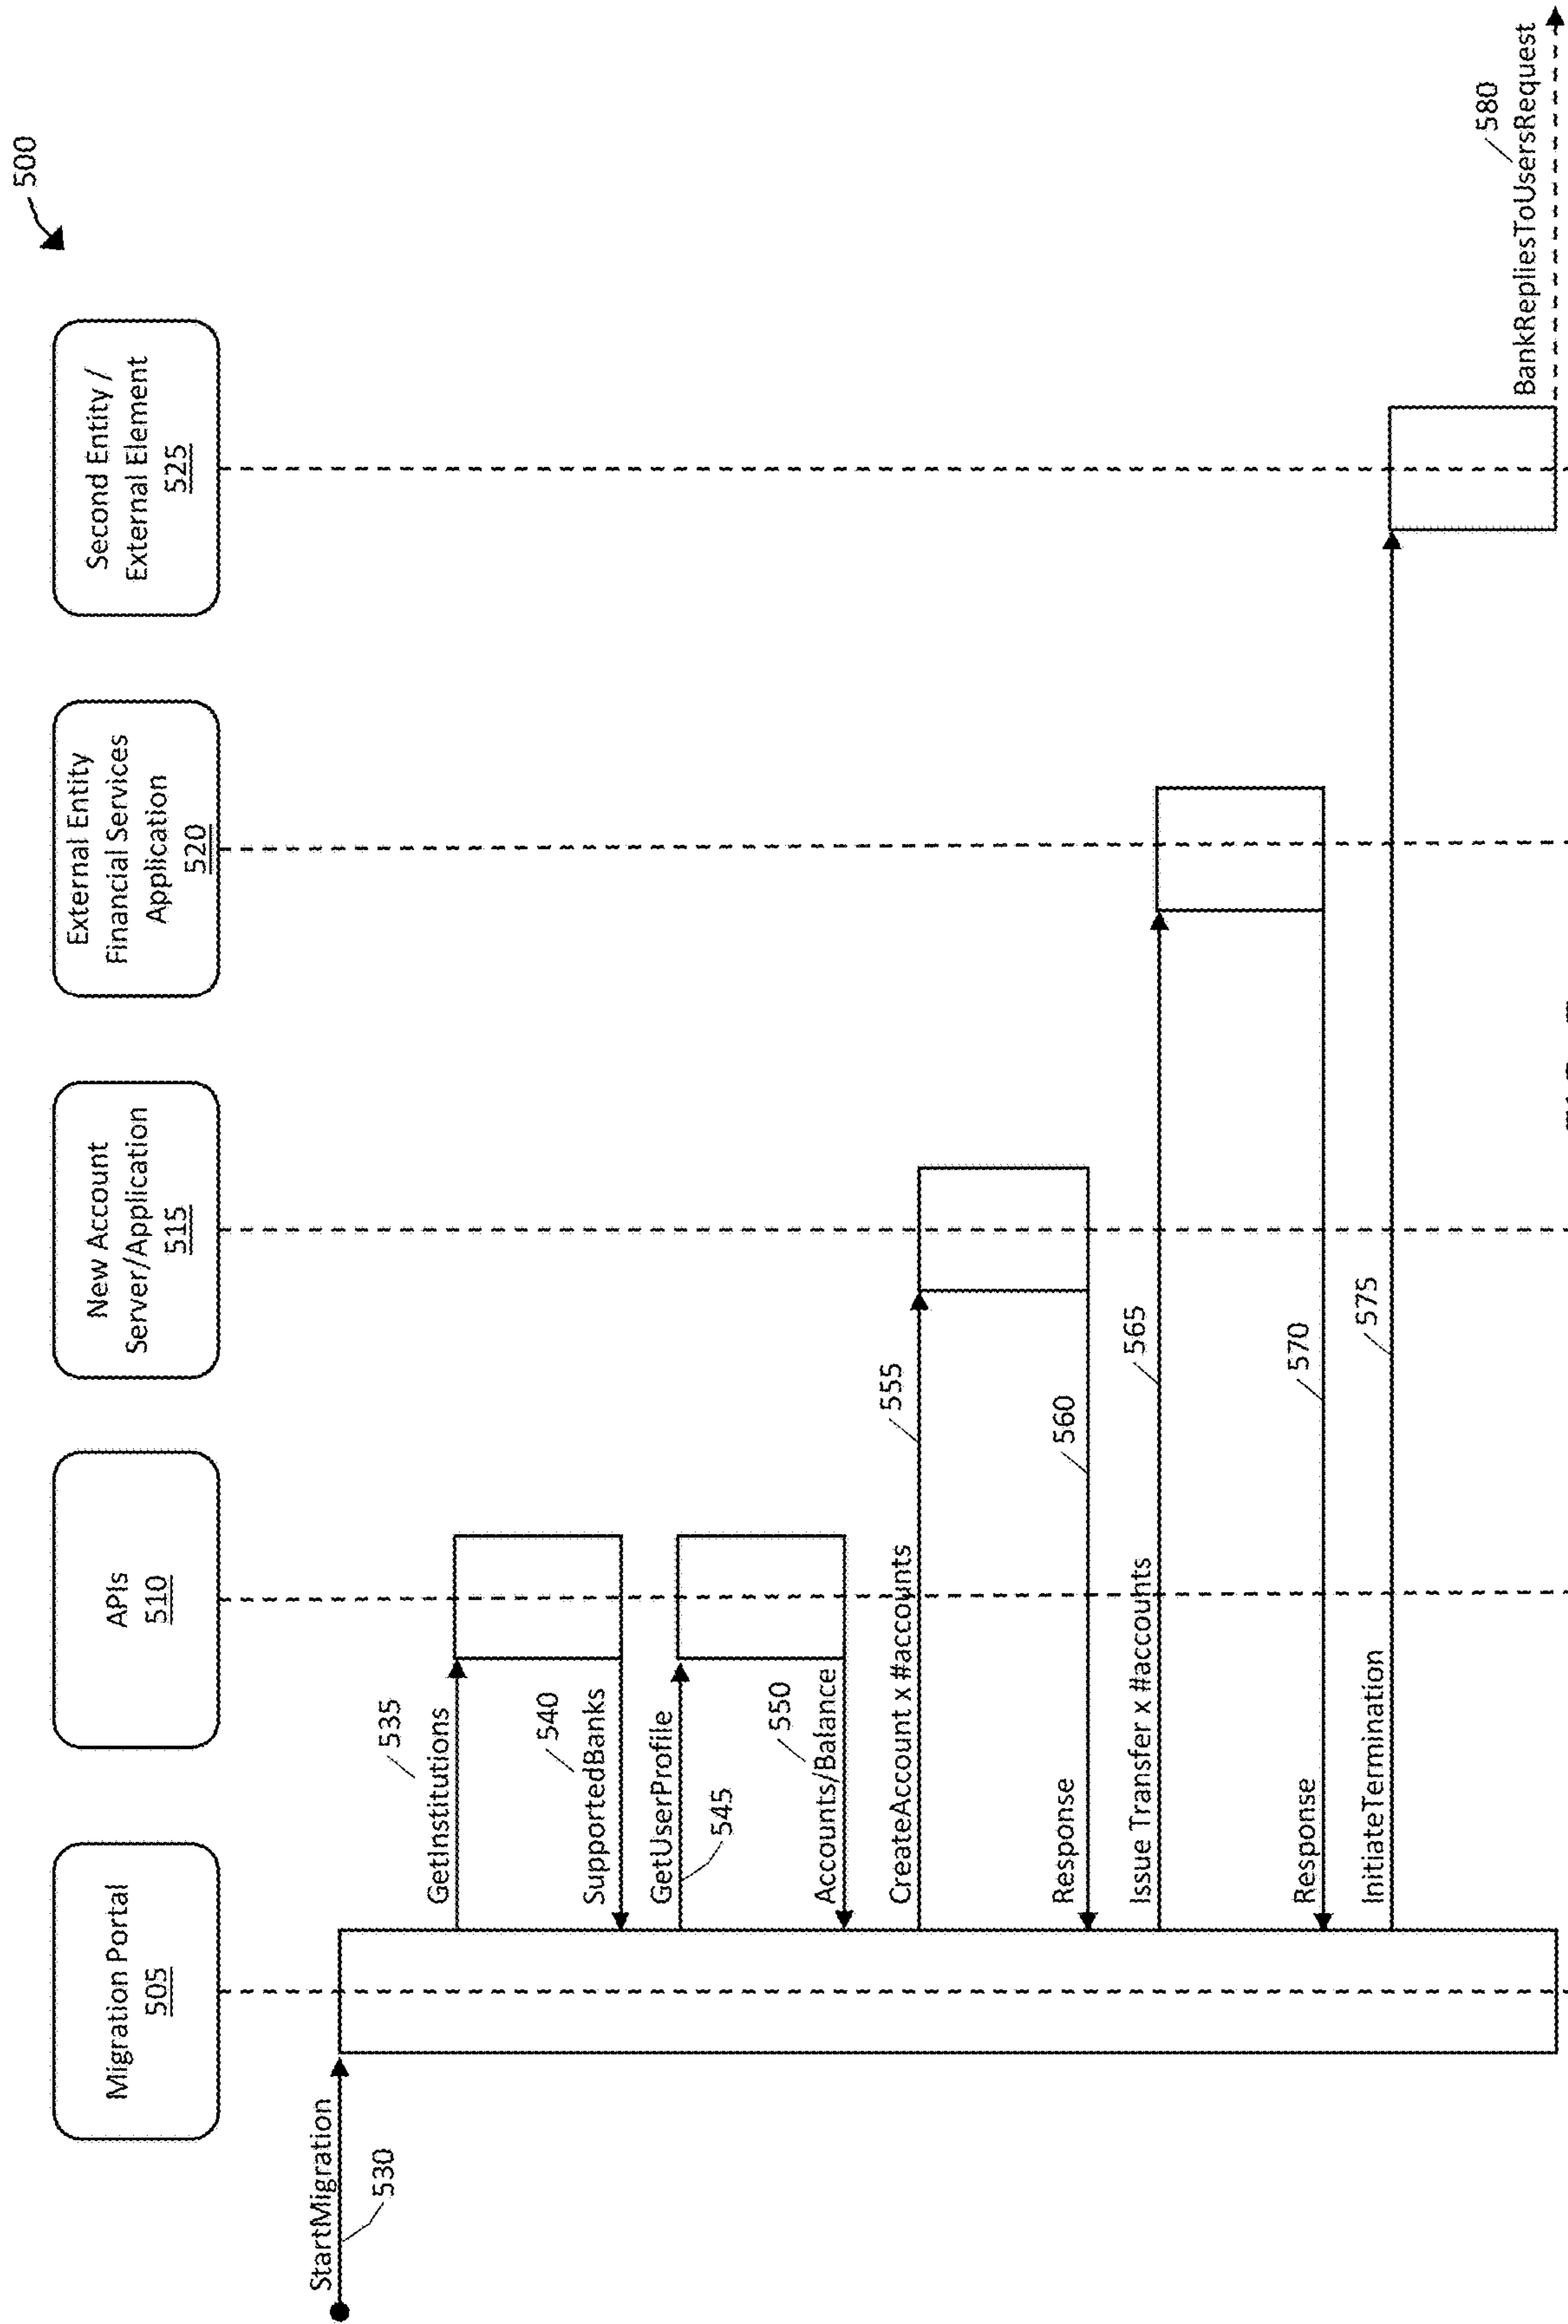 500
Migration Portal
505
APIs
510
New Account
Server/Application
515
External Entity
Financial Services
Application
520
Second Entity /
External Element
525
StartMigration
530
535
GetInstitutions
540
SupportedBanks
GetUserProfile
545
550
Accounts/Balance
CreateAccount x #accounts
555
Response
560
Issue Transfer x #accounts
565
Response
570
InitiateTermination
575
580
BankRepliesToUsersRequest